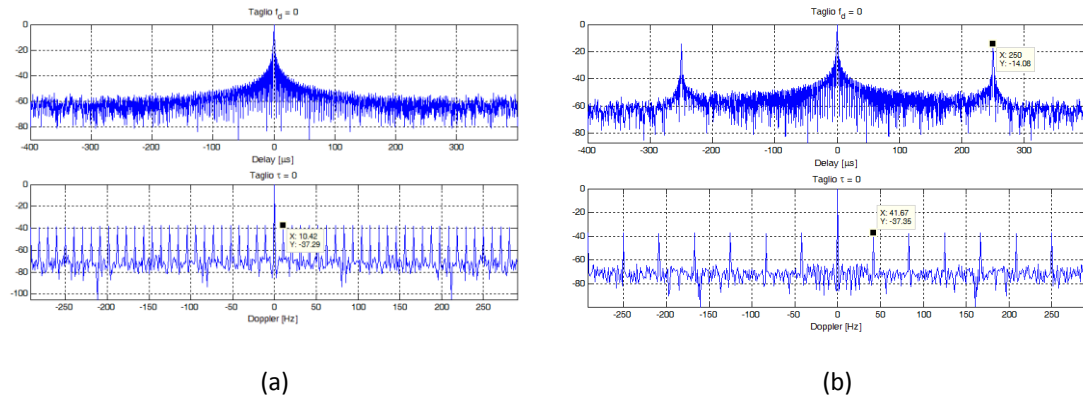 Taglio f_d = 0
0
-20
-40
-60
-80
-400 -300 -200 -100 0 100 200 300
Delay [µs]
Taglio τ = 0
0
-20
-40
-60
-80
-100
X: 10.42
Y: -37.29
-250 -200 -150 -100 -50 0 50 100 150 200 250
Doppler [Hz]
(a)
Taglio f_d = 0
0
-20
-40
-60
-80
X: 250
Y: -14.08
-400 -300 -200 -100 0 100 200 300
Delay [µs]
Taglio τ = 0
0
-20
-40
-60
-80
X: 41.67
Y: -37.35
-250 -200 -150 -100 -50 0 50 100 150 200 250
Doppler [Hz]
(b)